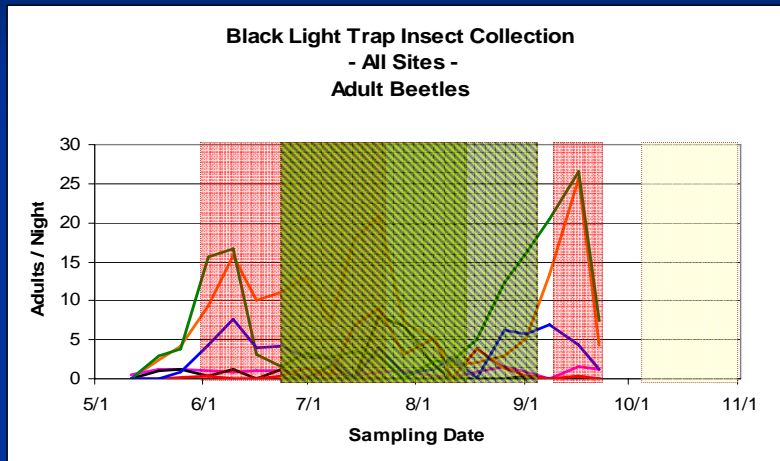 Black Light Trap Insect Collection
- All Sites -
Adult Beetles
30
25
20
15
10
5
0
Adults / Night
5/1 6/1 7/1 8/1 9/1 10/1 11/1
Sampling Date